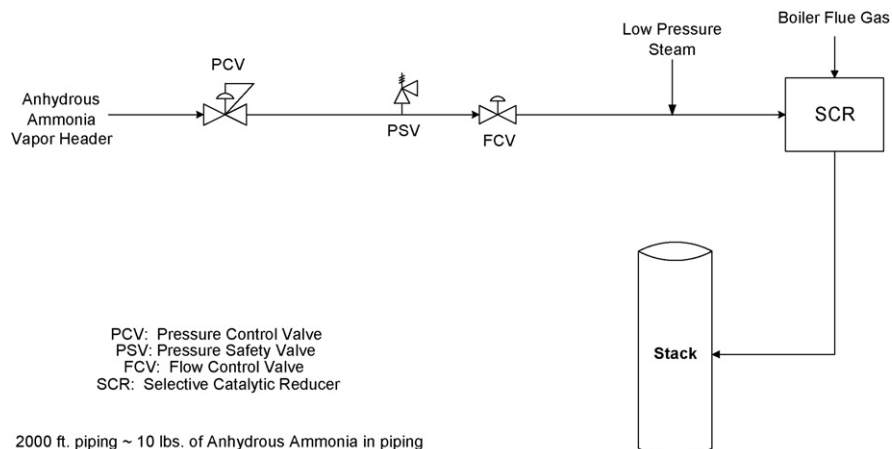 Boiler Flue Gas
Low Pressure
Steam
PCV
Anhydrous
Ammonia
Vapor Header
PSV
FCV
SCR
PCV: Pressure Control Valve
PSV: Pressure Safety Valve
FCV: Flow Control Valve
SCR: Selective Catalytic Reducer
Stack
2000 ft. piping ~ 10 lbs. of Anhydrous Ammonia in piping